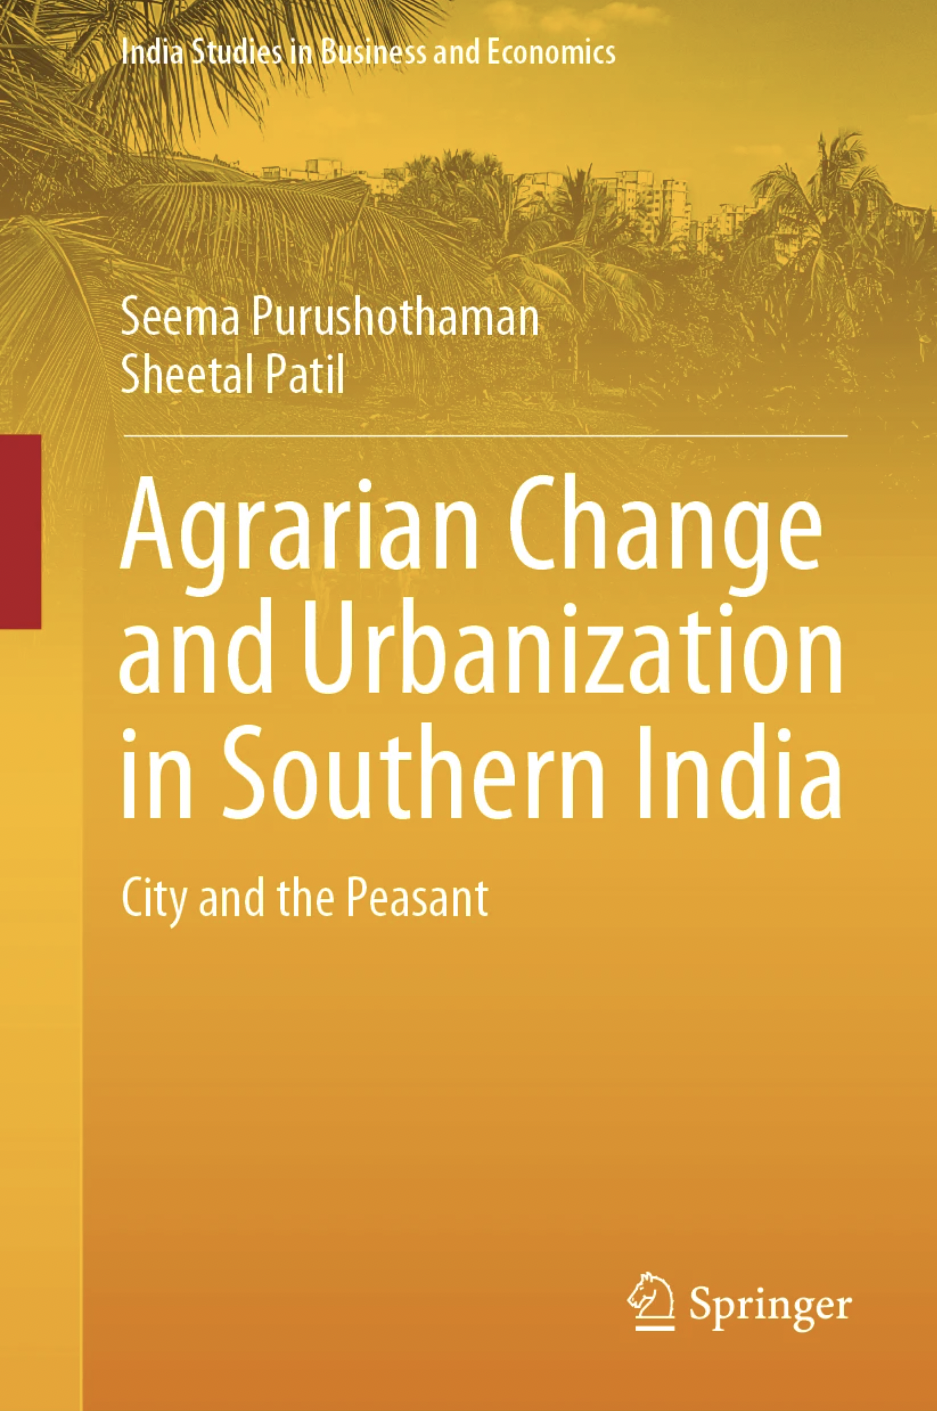 India Studies in Business and Economics
Seema Purushothaman
Sheetal Patil
Agrarian Change
and Urbanization
in Southern India
City and the Peasant
Springer